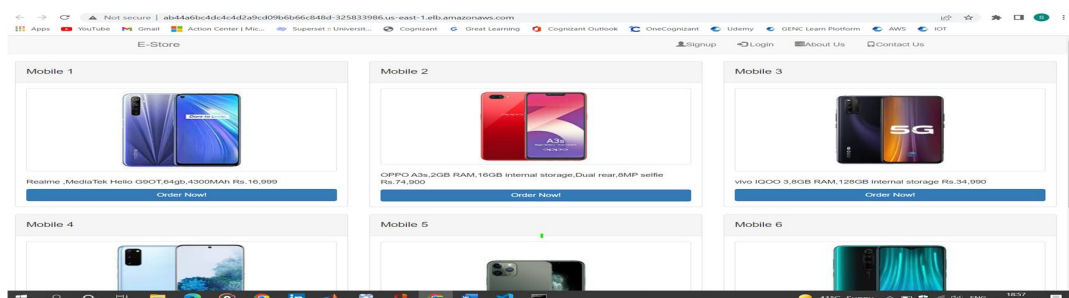 Not secure | ab44a6bc4dc4c4d2a9cd09b6b66c848d-325833986.us-east-1.elb.amazonaws.com
Apps YouTube Gmail Action Center | Mic... Superset :: Universit... Cognizant Great Learning Cognizant Outlook OneCognizant Udemy GENC Learn Platform AWS IOT
E-Store Signup Login About Us Contact Us
Mobile 1 Mobile 2 Mobile 3
A3s 5G
Realme ,MediaTek Helio G90T,64gb,4300MAh Rs.16,999
OPPO A3s,2GB RAM,16GB internal storage,Dual rear,8MP selfie
Rs.74,900
vivo IQOO 3,8GB RAM,128GB internal storage Rs.34,990
Order Now! Order Now! Order Now!
Mobile 4 Mobile 5 Mobile 6
18:57